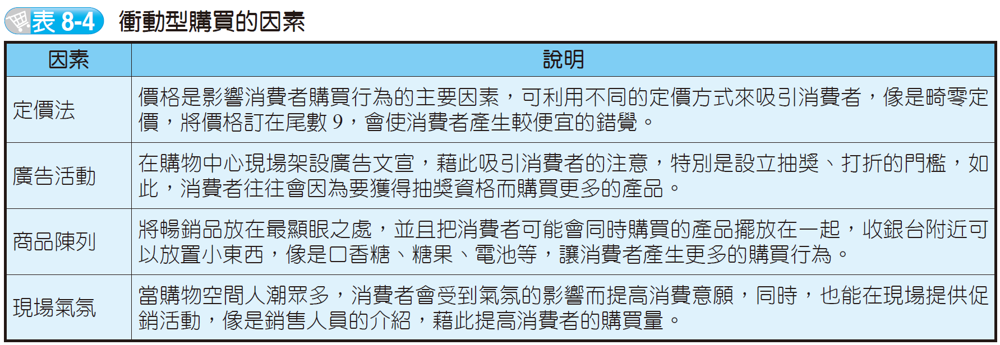 表 8-4 衝動型購買的因素
因素 說明
定價法
價格是影響消費者購買行為的主要因素，可利用不同的定價方式來吸引消費者，像是畸零定
價，將價格訂在尾數 9，會使消費者產生較便宜的錯覺。
廣告活動
在購物中心現場架設廣告文宣，藉此吸引消費者的注意，特別是設立抽獎、打折的門檻，如
此，消費者往往會因為要獲得抽獎資格而購買更多的產品。
商品陳列
將暢銷品放在最顯眼之處，並且把消費者可能會同時購買的產品擺放在一起，收銀台附近可
以放置小東西，像是口香糖、糖果、電池等，讓消費者產生更多的購買行為。
現場氣氛
當購物空間人潮眾多，消費者會受到氣氛的影響而提高消費意願，同時，也能在現場提供促
銷活動，像是銷售人員的介紹，藉此提高消費者的購買量。